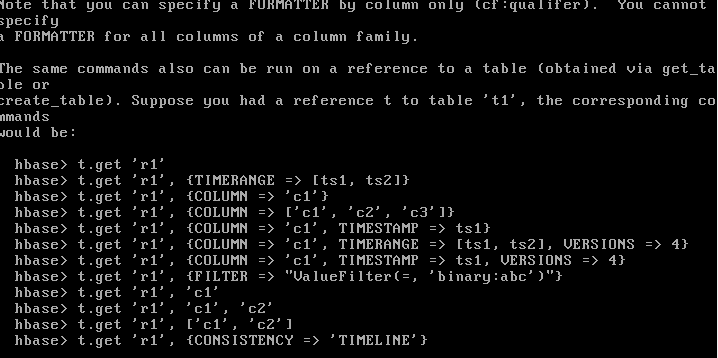 Note that you can specify a FORMATTER by column only (cf:qualifer).  You cannot
specify
a FORMATTER for all columns of a column family.

The same commands also can be run on a reference to a table (obtained via get_ta
ble or
create_table). Suppose you had a reference t to table 't1', the corresponding co
mmands
would be:

  hbase> t.get 'r1'
  hbase> t.get 'r1', {TIMERANGE => [ts1, ts2]}
  hbase> t.get 'r1', {COLUMN => 'c1'}
  hbase> t.get 'r1', {COLUMN => ['c1', 'c2', 'c3']}
  hbase> t.get 'r1', {COLUMN => 'c1', TIMESTAMP => ts1}
  hbase> t.get 'r1', {COLUMN => 'c1', TIMERANGE => [ts1, ts2], VERSIONS => 4}
  hbase> t.get 'r1', {COLUMN => 'c1', TIMESTAMP => ts1, VERSIONS => 4}
  hbase> t.get 'r1', {FILTER => "ValueFilter(=, 'binary:abc')"}
  hbase> t.get 'r1', 'c1'
  hbase> t.get 'r1', 'c1', 'c2'
  hbase> t.get 'r1', ['c1', 'c2']
  hbase> t.get 'r1', {CONSISTENCY => 'TIMELINE'}